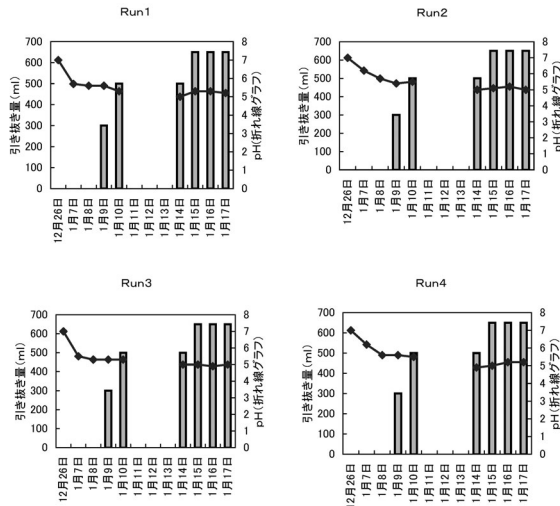 Run1
引き抜き量(ml)
700
600
500
400
300
200
100
0
8
7
6
5
4
3
2
1
0
pH(折れ線グラフ)
12月26日
1月7日
1月8日
1月9日
1月10日
1月11日
1月12日
1月13日
1月14日
1月15日
1月16日
1月17日
Run2
引き抜き量(ml)
700
600
500
400
300
200
100
0
8
7
6
5
4
3
2
1
0
pH(折れ線グラフ)
12月26日
1月7日
1月8日
1月9日
1月10日
1月11日
1月12日
1月13日
1月14日
1月15日
1月16日
1月17日
Run3
引き抜き量(ml)
700
600
500
400
300
200
100
0
8
7
6
5
4
3
2
1
0
pH(折れ線グラフ)
12月26日
1月7日
1月8日
1月9日
1月10日
1月11日
1月12日
1月13日
1月14日
1月15日
1月16日
1月17日
Run4
引き抜き量(ml)
700
600
500
400
300
200
100
0
8
7
6
5
4
3
2
1
0
pH(折れ線グラフ)
12月26日
1月7日
1月8日
1月9日
1月10日
1月11日
1月12日
1月13日
1月14日
1月15日
1月16日
1月17日